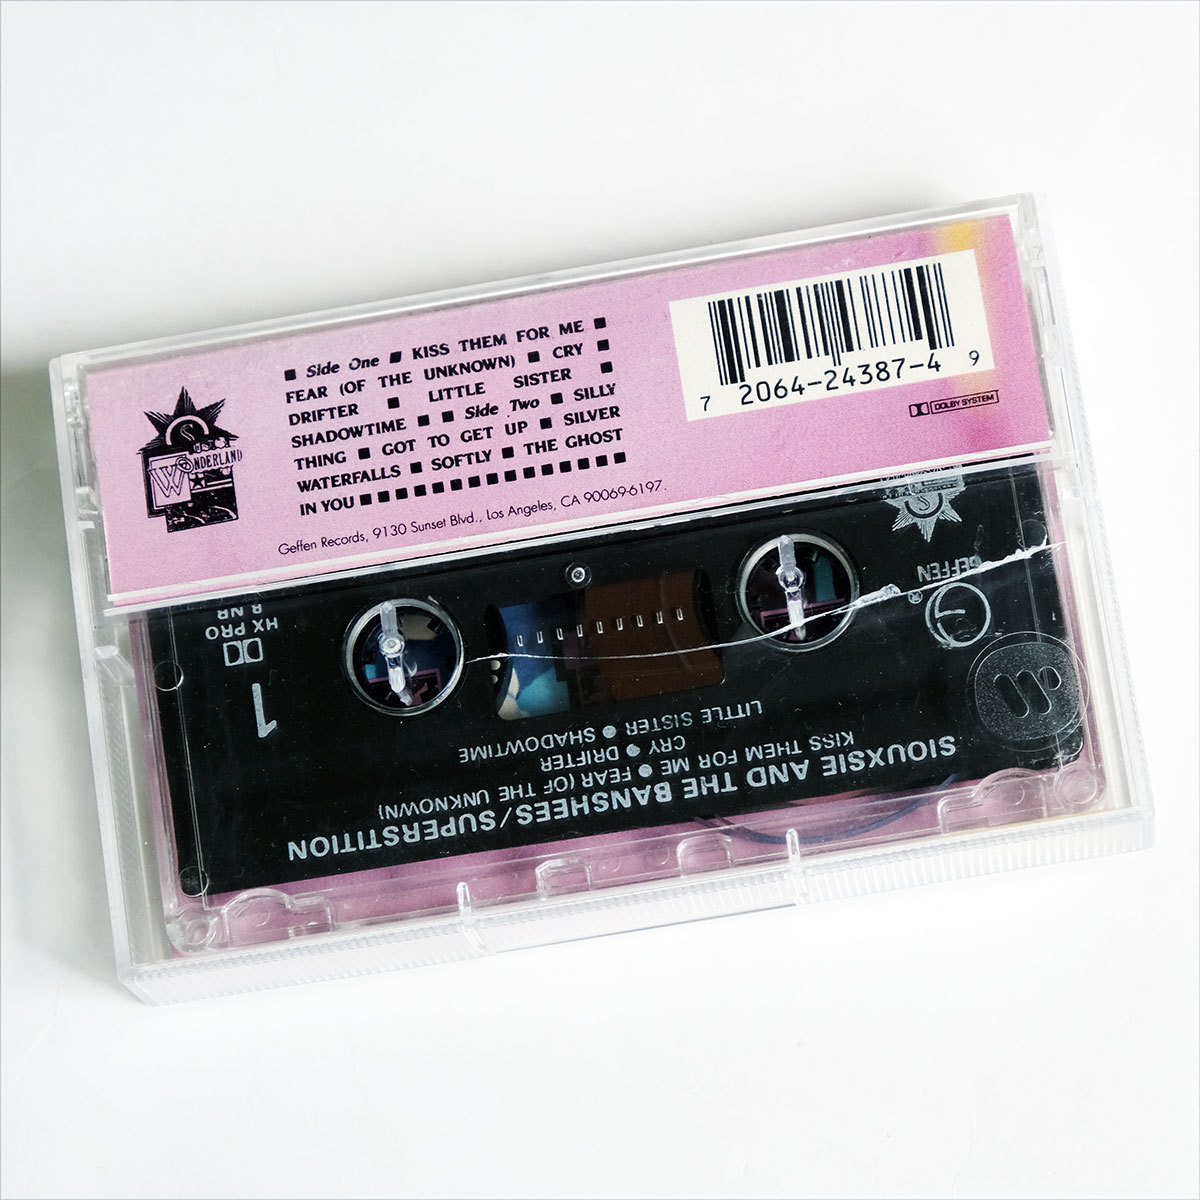 ■ Side One ■ KISS THEM FOR ME ■
FEAR (OF THE UNKNOWN) ■ CRY ■
DRIFTER ■ LITTLE SISTER ■
SHADOWTIME ■ ■ Side Two ■ SILLY
THING ■ GOT TO GET UP ■ SILVER
WATERFALLS ■ SOFTLY ■ THE GHOST
IN YOU ■ ■ ■ ■ ■ ■ ■ ■ ■ ■ ■ ■ ■ ■ ■
Geffen Records, 9130 Sunset Blvd., Los Angeles, CA 90069-6197.
WONDERLAND
7 2064-24387-4 9
DOLBY SYSTEM
GEFFEN
HX PRO
B NR
1
SIOUXSIE AND THE BANSHEES/SUPERSTITION
KISS THEM FOR ME ● FEAR (OF THE UNKNOWN)
CRY ● DRIFTER
LITTLE SISTER ● SHADOWTIME